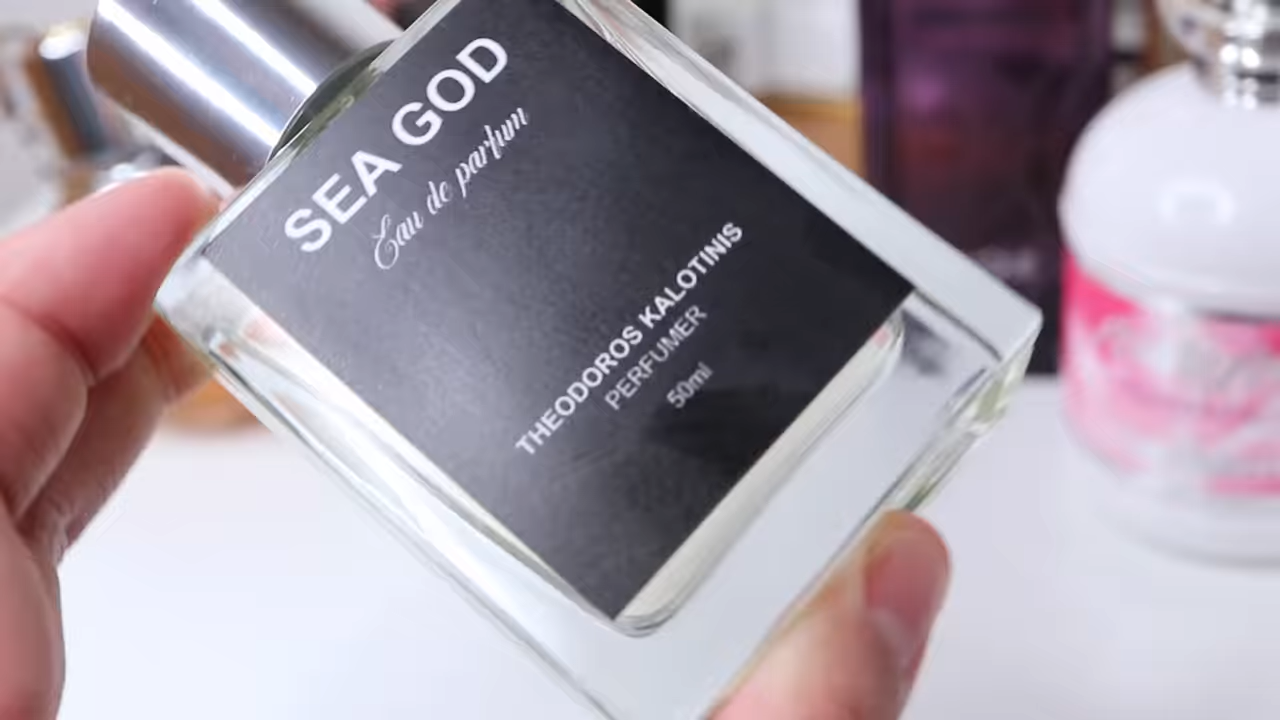 SEA GOD
Eau de parfum
THEODOROS KALOTINIS
PERFUMER
50ml